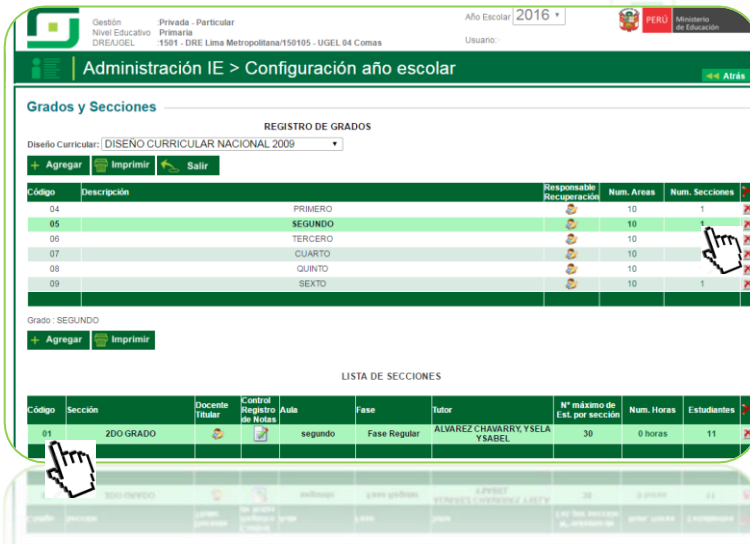 Gestión :Privada - Particular
Nivel Educativo Primaria
DRE/UGEL :1501 - DRE Lima Metropolitana/150105 - UGEL 04 Comas
Año Escolar 2016
Usuario:
PERÚ Ministerio de Educación
Administración IE > Configuración año escolar
Atrás
Grados y Secciones
REGISTRO DE GRADOS
Diseño Curricular: DISEÑO CURRICULAR NACIONAL 2009
+ Agregar Imprimir Salir
Código Descripción Responsable Recuperación Num. Areas Num. Secciones
04 PRIMERO 10 1
05 SEGUNDO 10 1
06 TERCERO 10
07 CUARTO 10
08 QUINTO 10
09 SEXTO 10 1
Grado : SEGUNDO
+ Agregar Imprimir
LISTA DE SECCIONES
Código Sección Docente Titular Control Registro de Notas Aula Fase Tutor N° máximo de Est. por sección Num. Horas Estudiantes
01 2DO GRADO segundo Fase Regular ALVAREZ CHAVARRY, YSELA YSABEL 30 0 horas 11